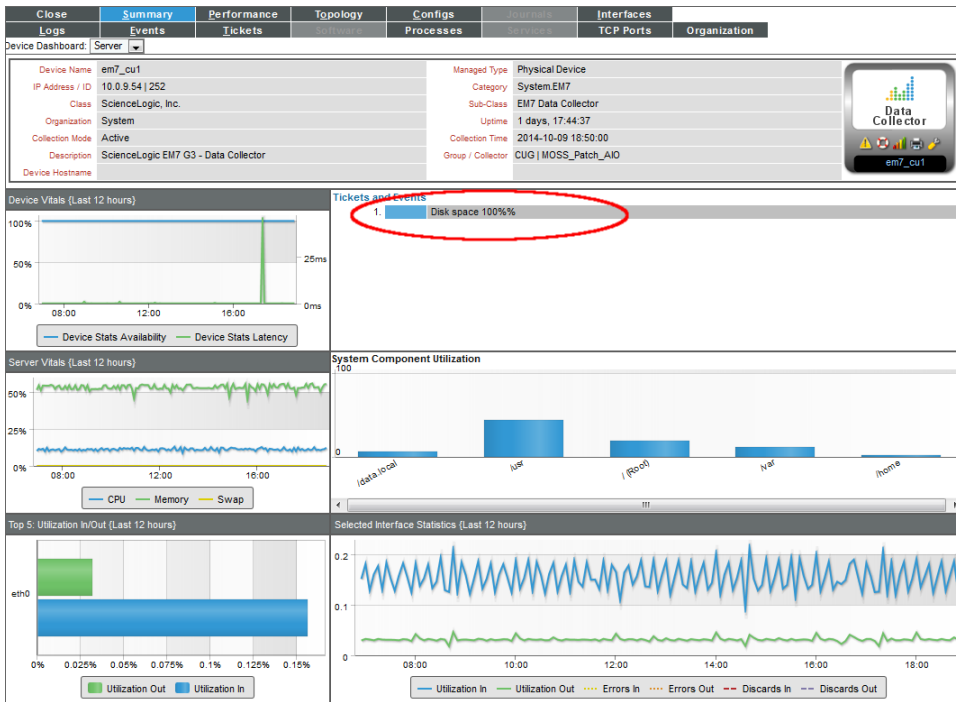 Close Summary Performance Topology Configs Journals Interfaces
Logs Events Tickets Software Processes Services TCP Ports Organization
Device Dashboard: Server
Device Name em7_cu1 Managed Type Physical Device
IP Address / ID 10.0.9.54 | 252 Category System.EM7
Class ScienceLogic, Inc. Sub-Class EM7 Data Collector
Organization System Uptime 1 days, 17:44:37
Collection Mode Active Collection Time 2014-10-09 18:50:00
Description ScienceLogic EM7 G3 - Data Collector Group / Collector CUG | MOSS_Patch_AIO
Device Hostname
Data
Collector
em7_cu1
Device Vitals {Last 12 hours}
100%
50%
0%
25ms
0ms
08:00 12:00 16:00
Device Stats Availability Device Stats Latency
Tickets and Events
1. Disk space 100%%
Server Vitals {Last 12 hours}
50%
25%
0%
08:00 12:00 16:00
CPU Memory Swap
System Component Utilization
100
0
/data.local /usr / (Root) /var /home
Top 5: Utilization In/Out {Last 12 hours}
eth0
0% 0.025% 0.05% 0.075% 0.1% 0.125% 0.15%
Utilization Out Utilization In
Selected Interface Statistics {Last 12 hours}
0.2
0.1
0
08:00 10:00 12:00 14:00 16:00 18:00
Utilization In Utilization Out Errors In Errors Out Discards In Discards Out